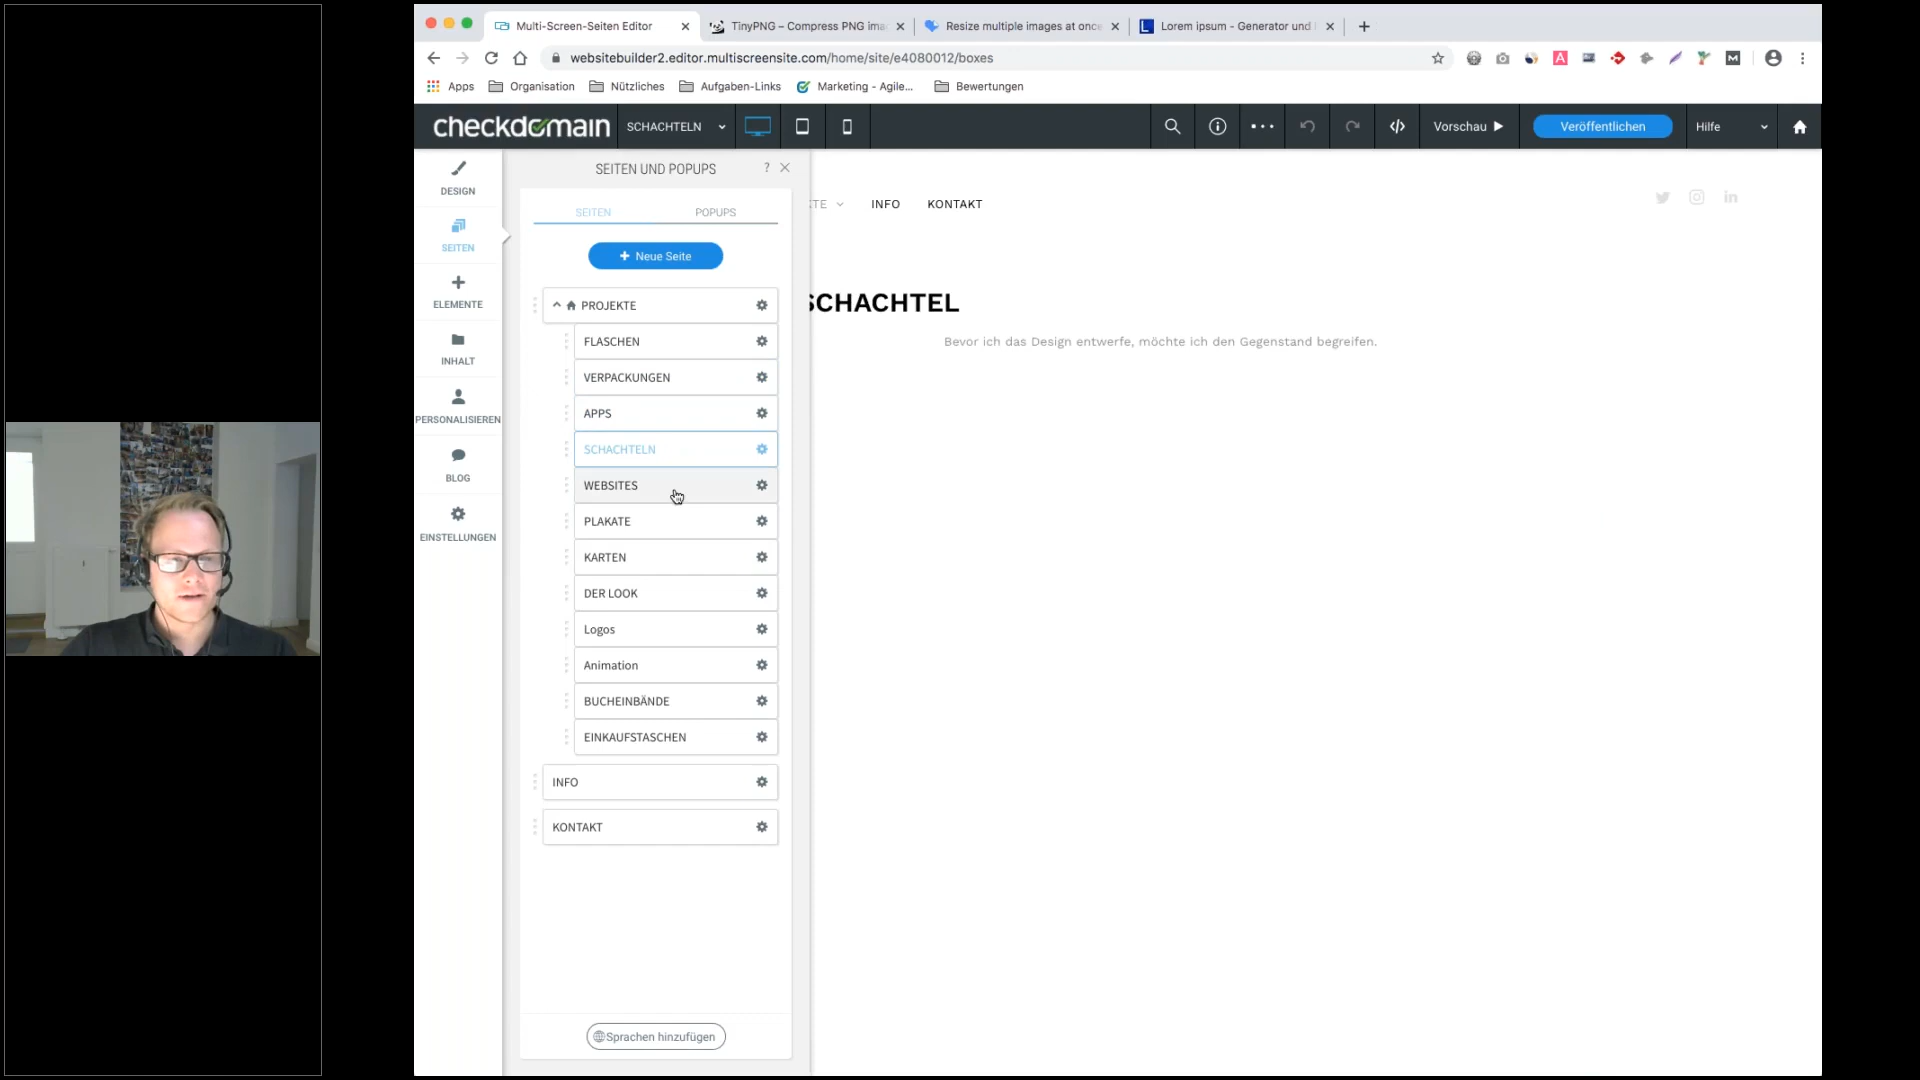 Multi-Screen-Seiten Editor
TinyPNG – Compress PNG ima
Resize multiple images at once
Lorem ipsum - Generator und
websitebuilder2.editor.multiscreensite.com/home/site/e4080012/boxes
Apps
Organisation
Nützliches
Aufgaben-Links
Marketing - Agile...
Bewertungen
checkdomain
SCHACHTELN
Vorschau
Veröffentlichen
Hilfe
DESIGN
SEITEN
ELEMENTE
INHALT
PERSONALISIEREN
BLOG
EINSTELLUNGEN
SEITEN UND POPUPS
?
SEITEN
POPUPS
+ Neue Seite
PROJEKTE
FLASCHEN
VERPACKUNGEN
APPS
SCHACHTELN
WEBSITES
PLAKATE
KARTEN
DER LOOK
Logos
Animation
BUCHEINBÄNDE
EINKAUFSTASCHEN
INFO
KONTAKT
Sprachen hinzufügen
KTE
INFO
KONTAKT
SCHACHTEL
Bevor ich das Design entwerfe, möchte ich den Gegenstand begreifen.